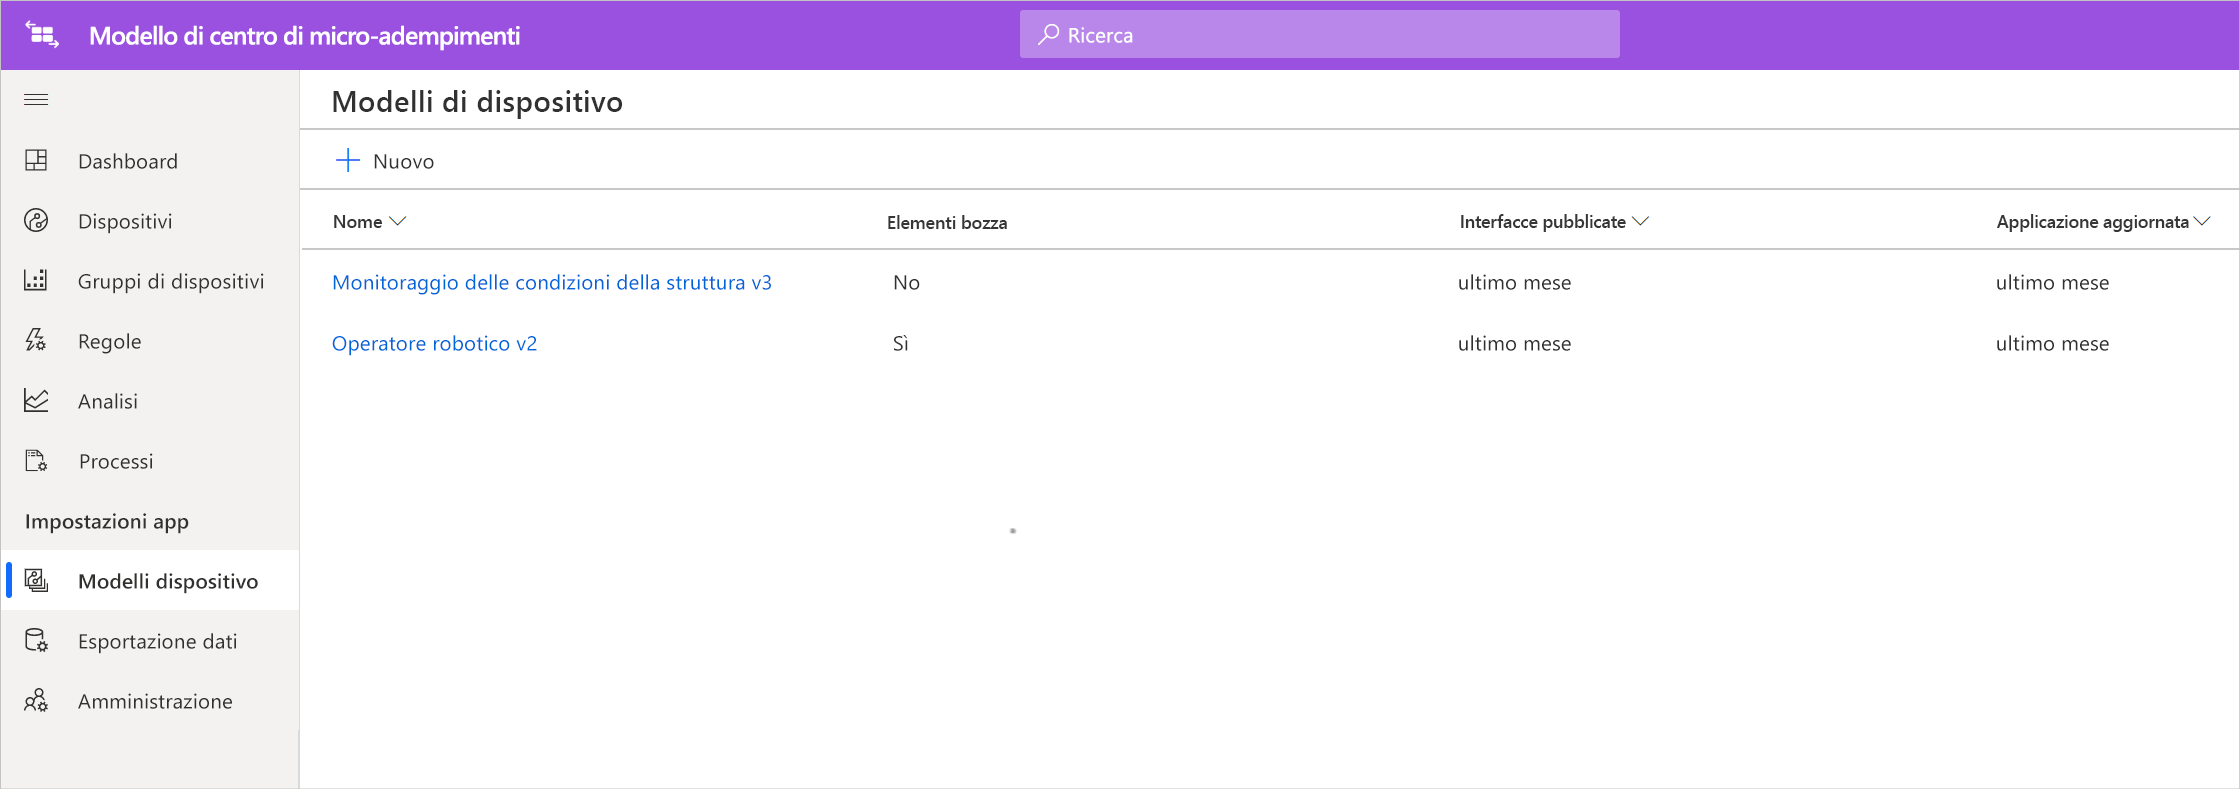 Modello di centro di micro-adempimenti
Ricerca
Modelli di dispositivo
Nuovo
Dashboard
Dispositivi
Gruppi di dispositivi
Regole
Analisi
Processi
Impostazioni app
Modelli dispositivo
Esportazione dati
Amministrazione
Nome Elementi bozza Interfacce pubblicate Applicazione aggiornata
Monitoraggio delle condizioni della struttura v3 No ultimo mese ultimo mese
Operatore robotico v2 Sì ultimo mese ultimo mese